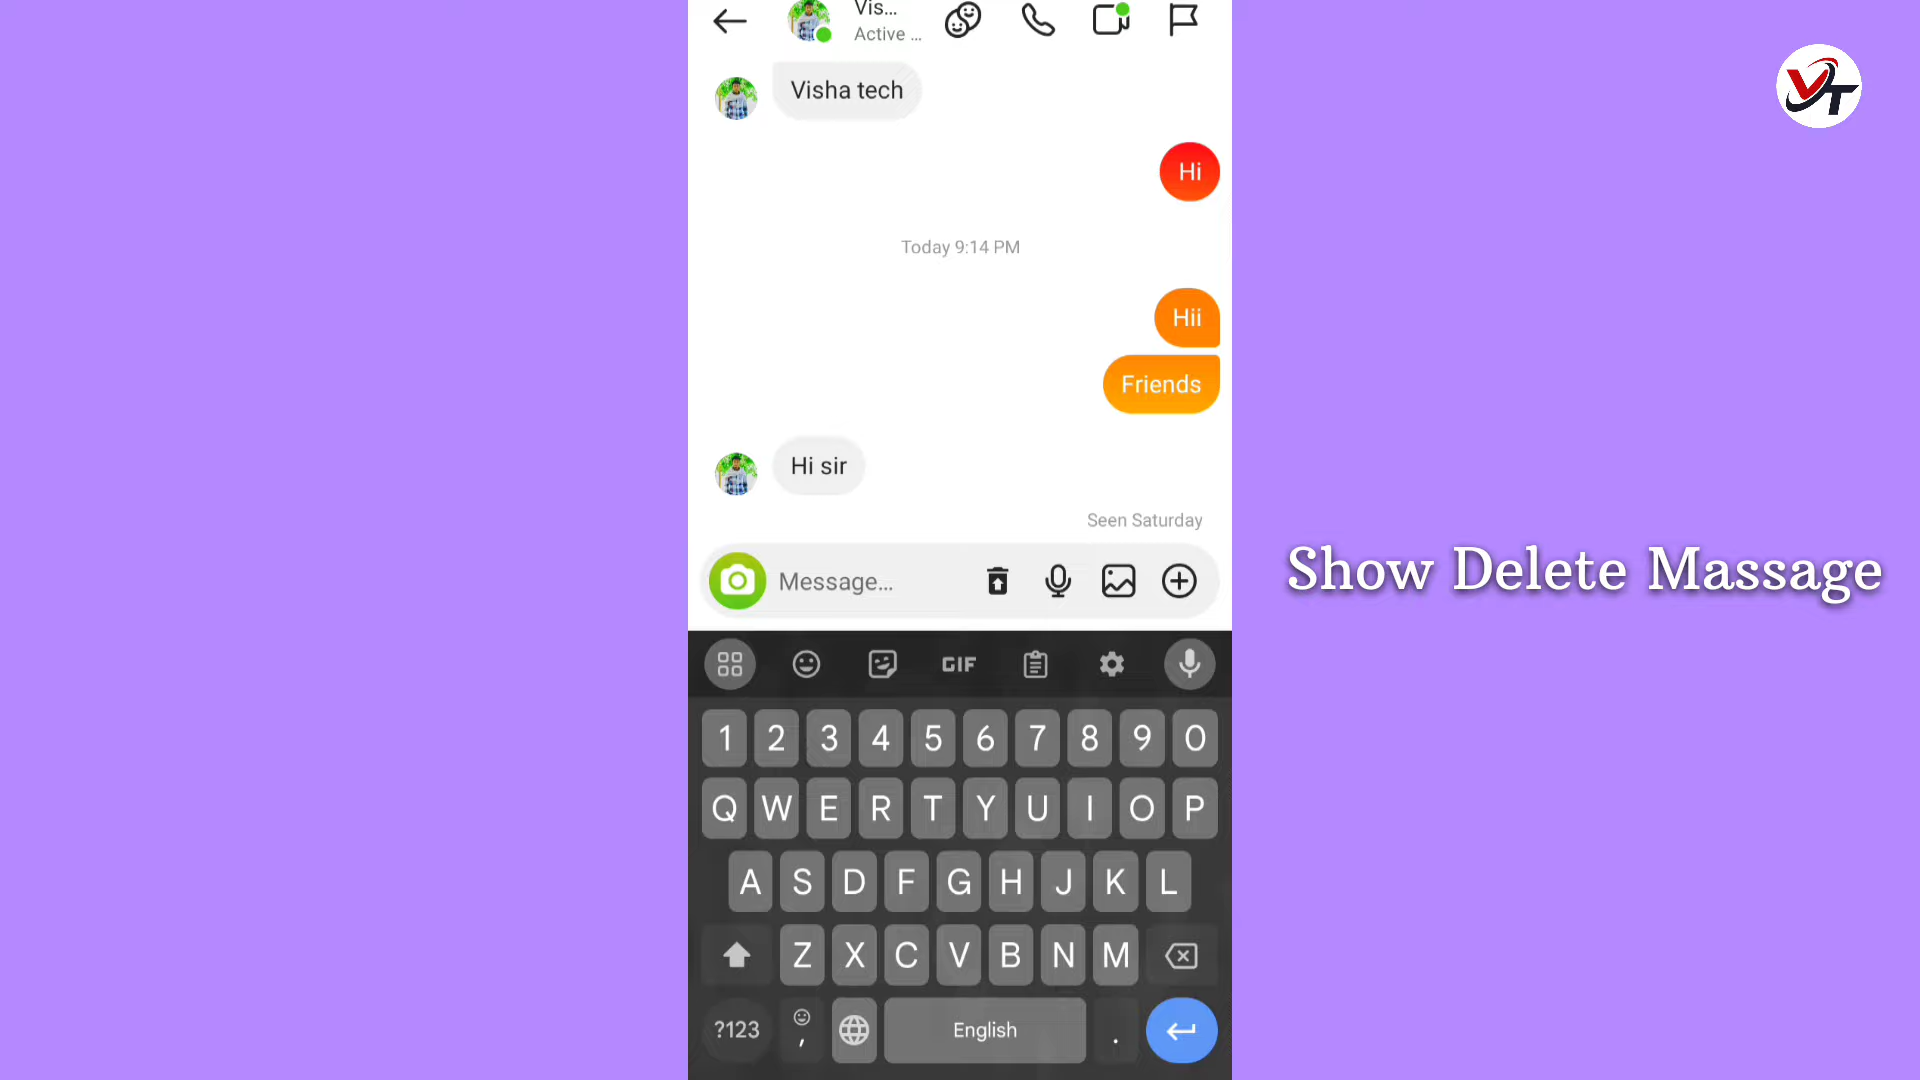 Vis...
Active ...
Visha tech
Hi
Today 9:14 PM
Hii
Friends
Hi sir
Seen Saturday
Message...
Show Delete Massage
VT
GIF
1 2 3 4 5 6 7 8 9 0
Q W E R T Y U I O P
A S D F G H J K L
Z X C V B N M
?123 , English .